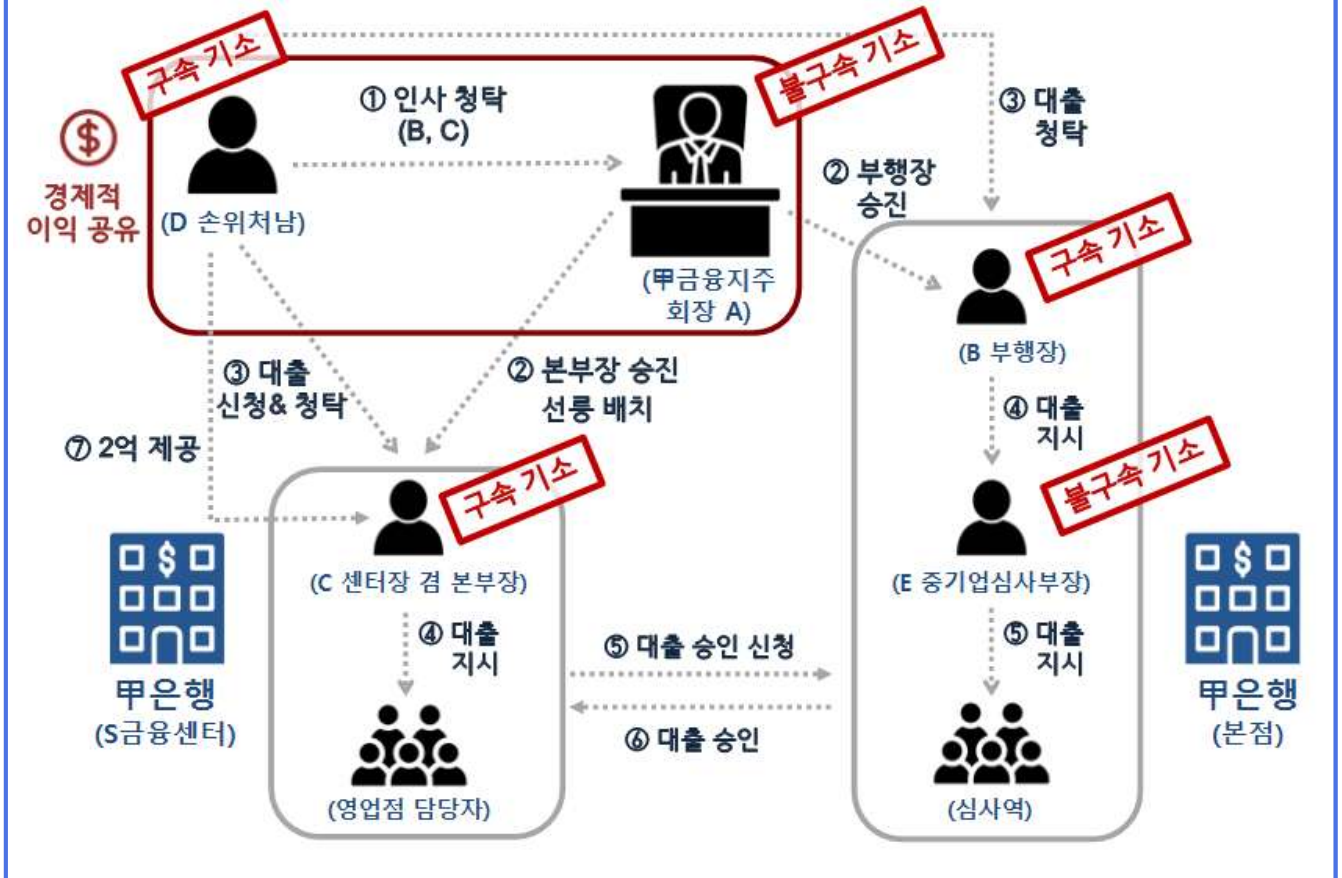 구속 기소
불구속 기소
① 인사 청탁
(B, C)
③ 대출
청탁
$
경제적
이익 공유
(D 손위처남)
② 부행장
승진
(甲금융지주
회장 A)
구속 기소
(B 부행장)
③ 대출
신청& 청탁
② 본부장 승진
선릉 배치
④ 대출
지시
⑦ 2억 제공
구속 기소
불구속 기소
$
(C 센터장 겸 본부장)
(E 중기업심사부장)
$
④ 대출
지시
⑤ 대출 승인 신청
⑤ 대출
지시
甲은행
(S금융센터)
⑥ 대출 승인
甲은행
(본점)
(영업점 담당자)
(심사역)